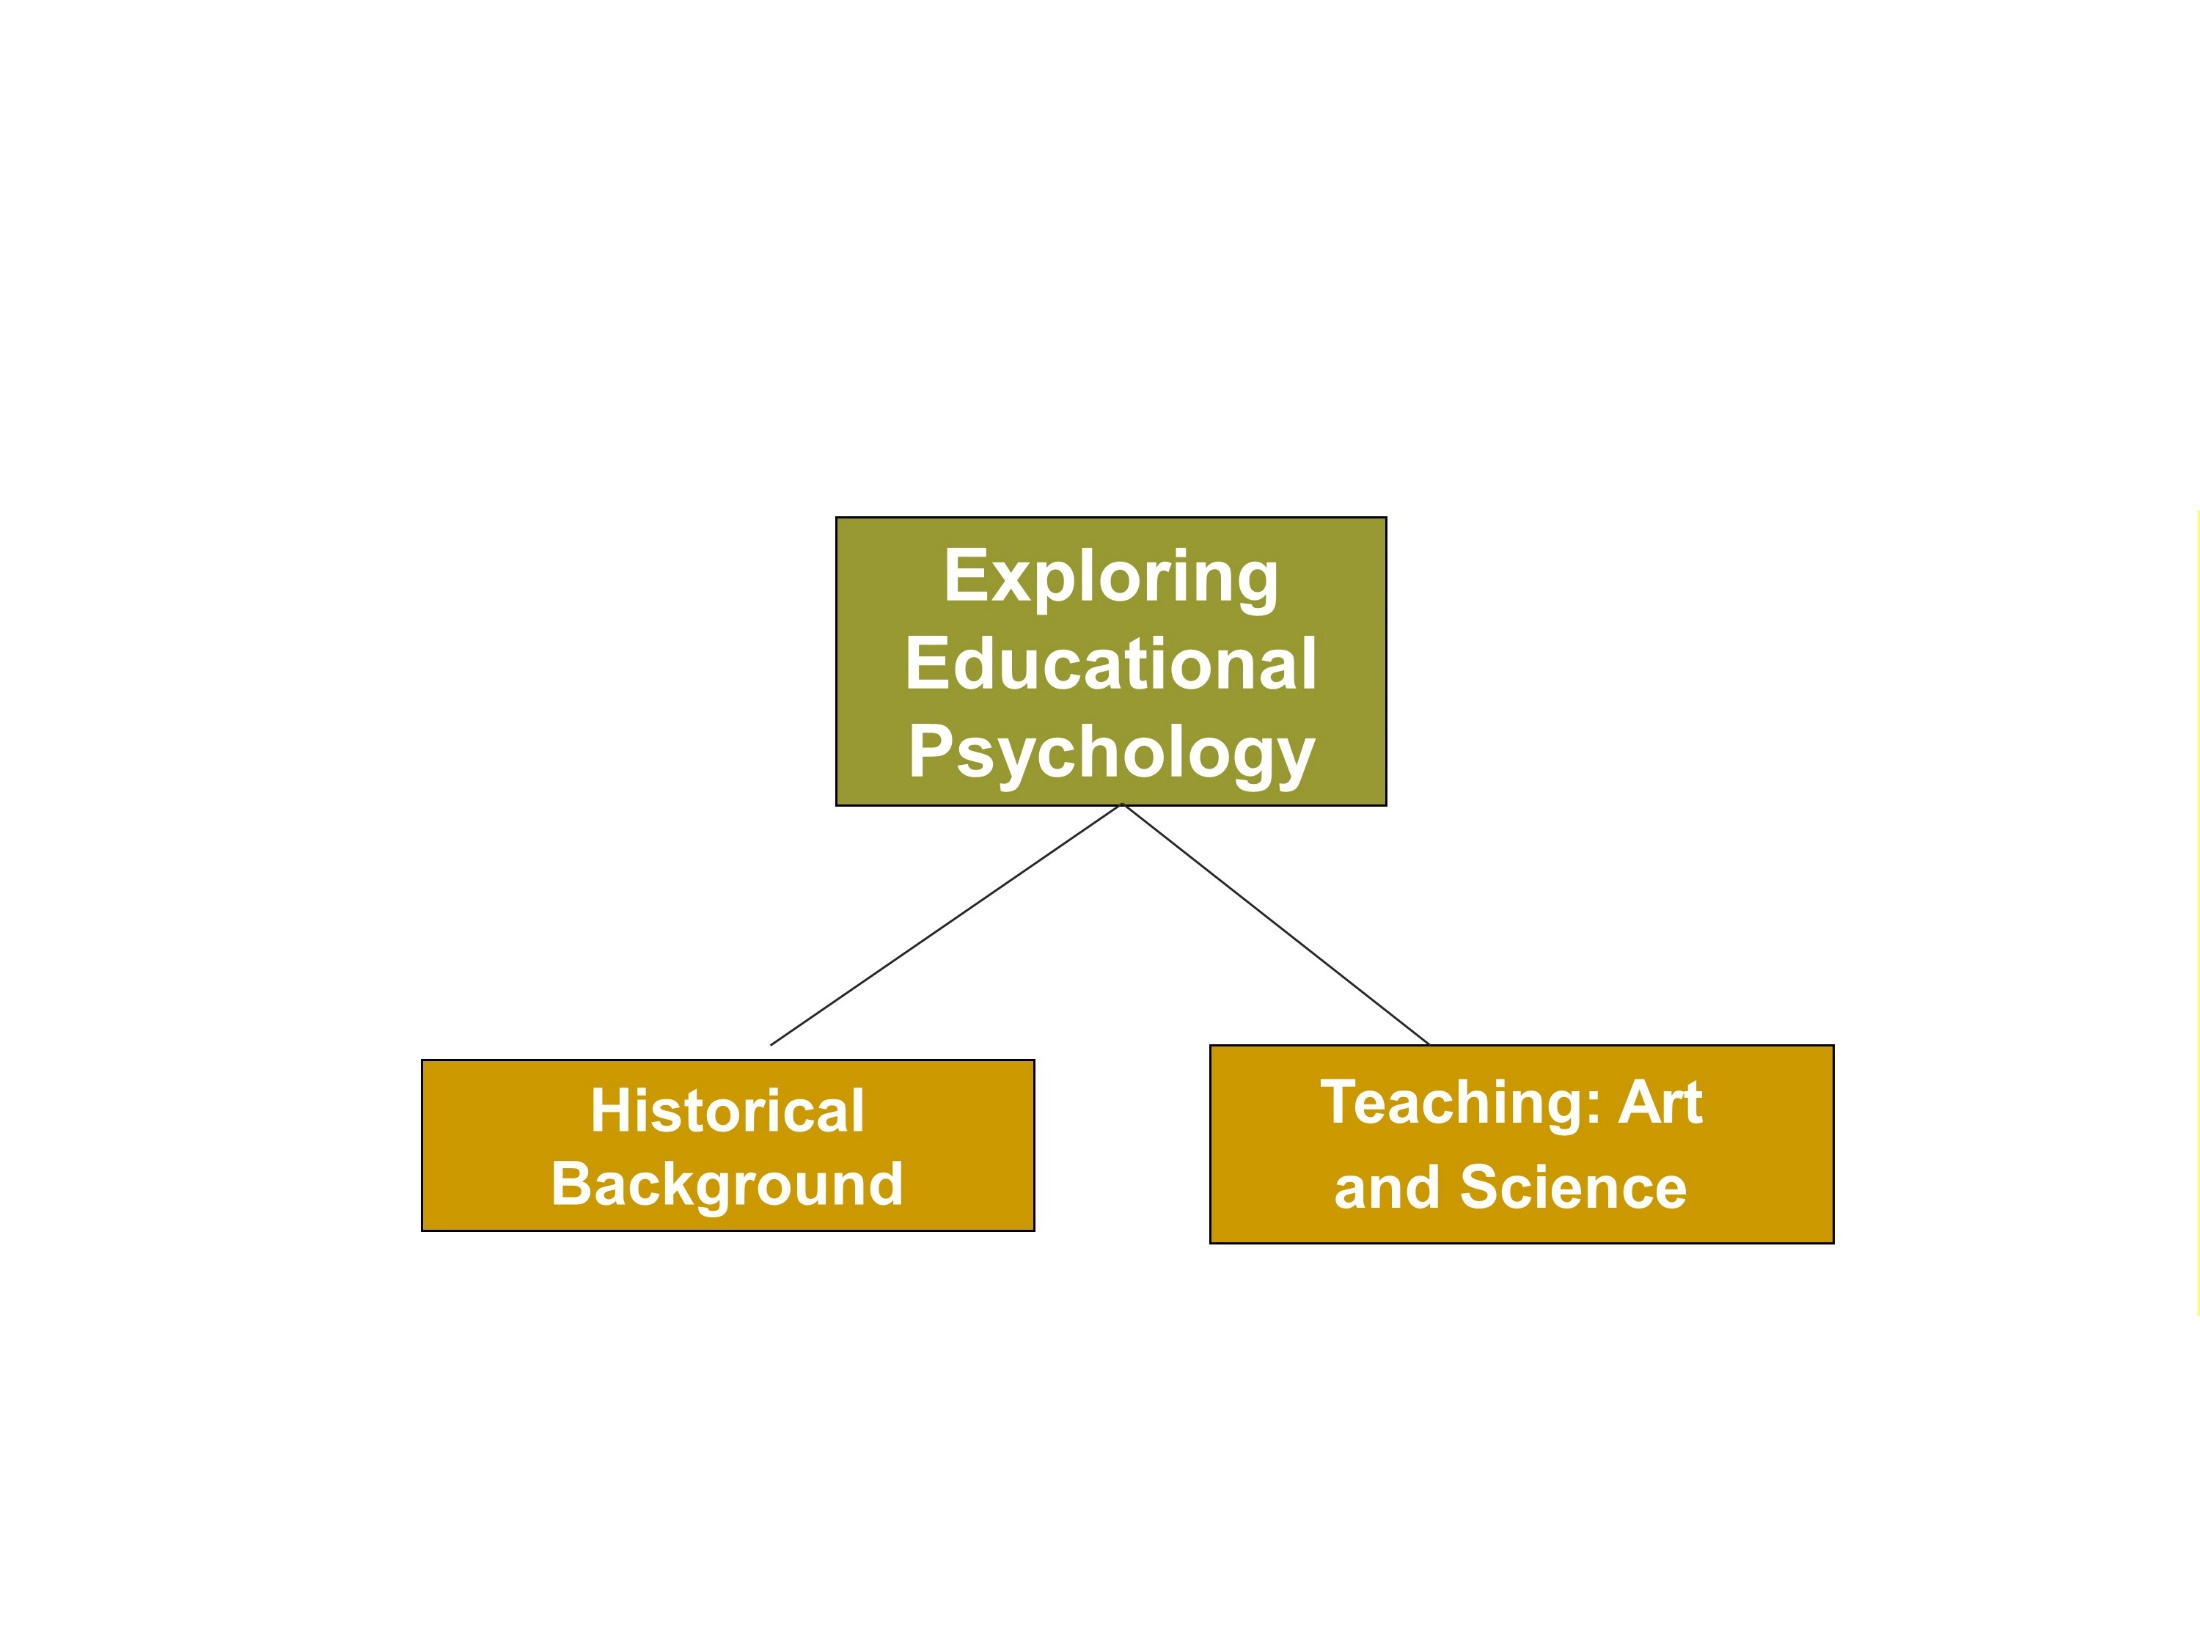 Exploring
Educational
Psychology
Historical
Background
Teaching: Art
and Science